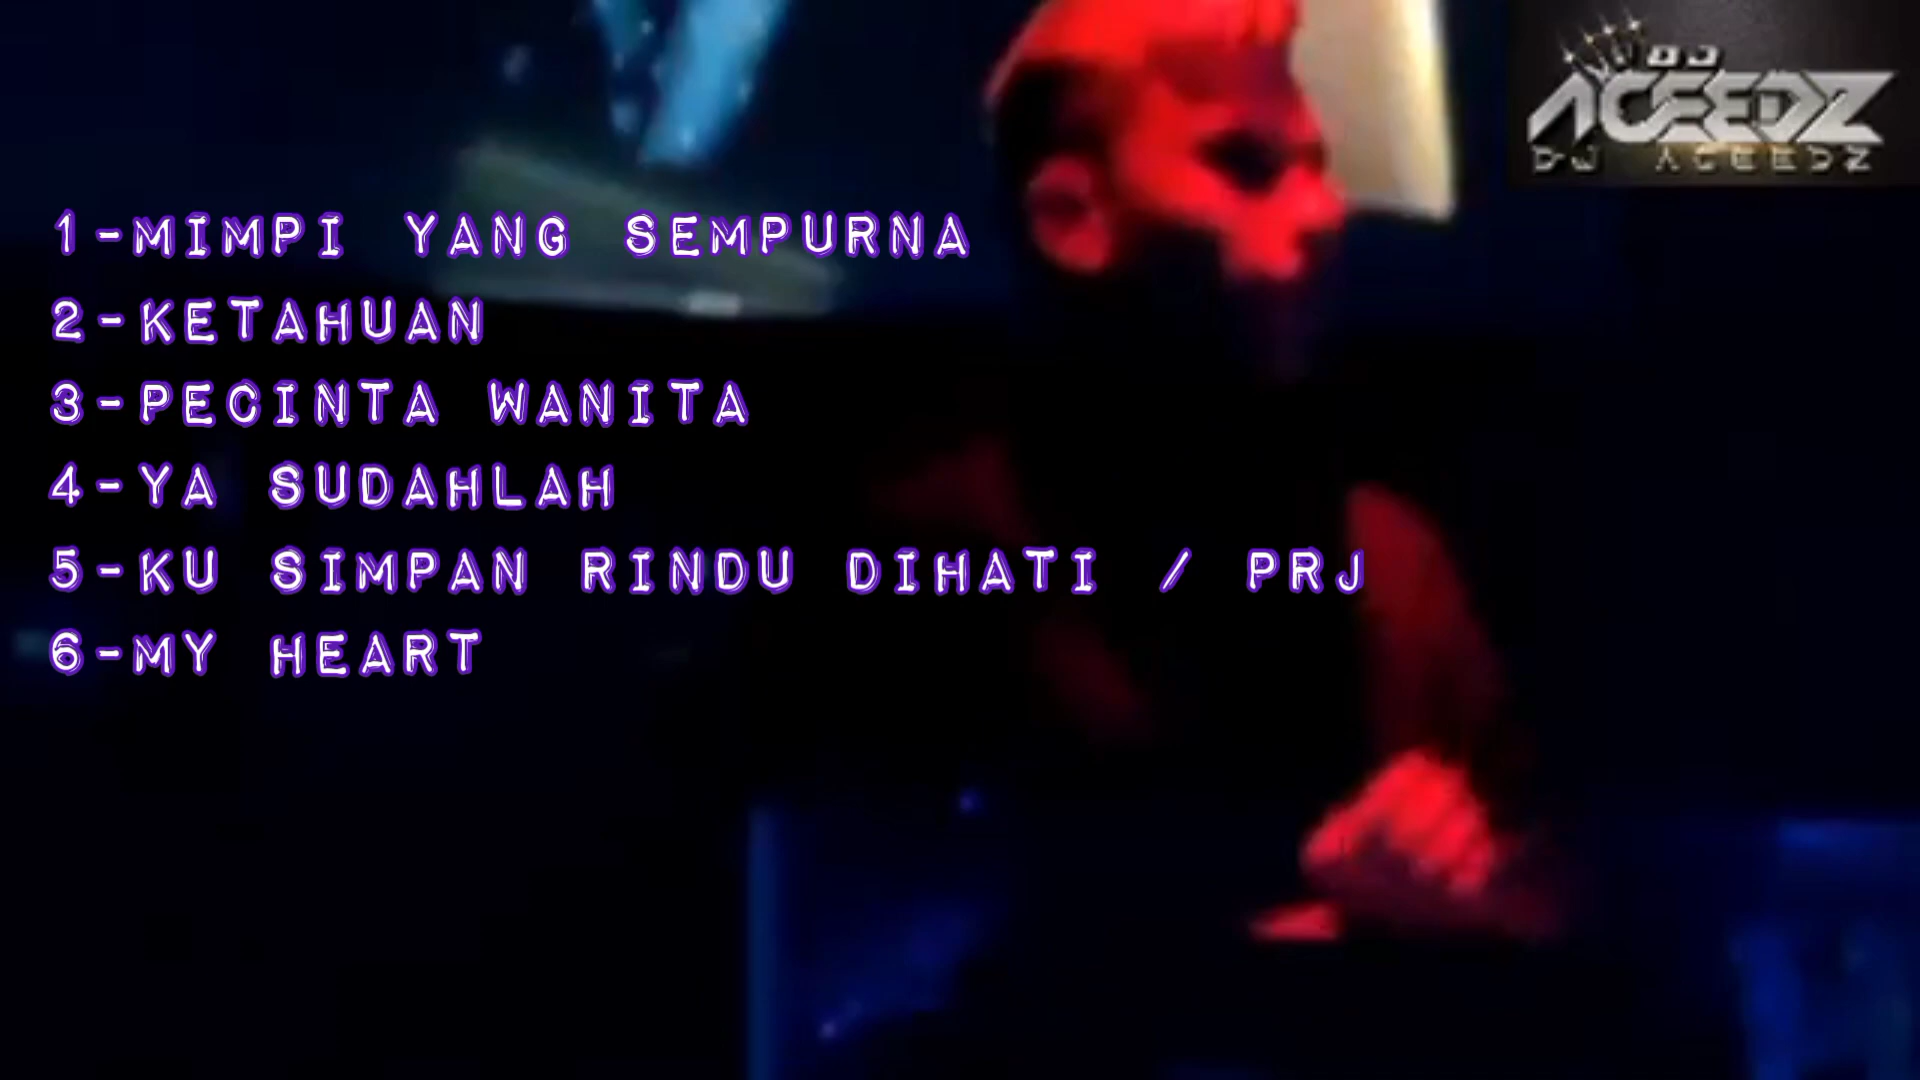 DJ
ACEEDZ
DJ ACEEDZ
1-MIMPI YANG SEMPURNA
2-KETAHUAN
3-PECINTA WANITA
4-YA SUDAHLAH
5-KU SIMPAN RINDU DIHATI / PRJ
6-MY HEART